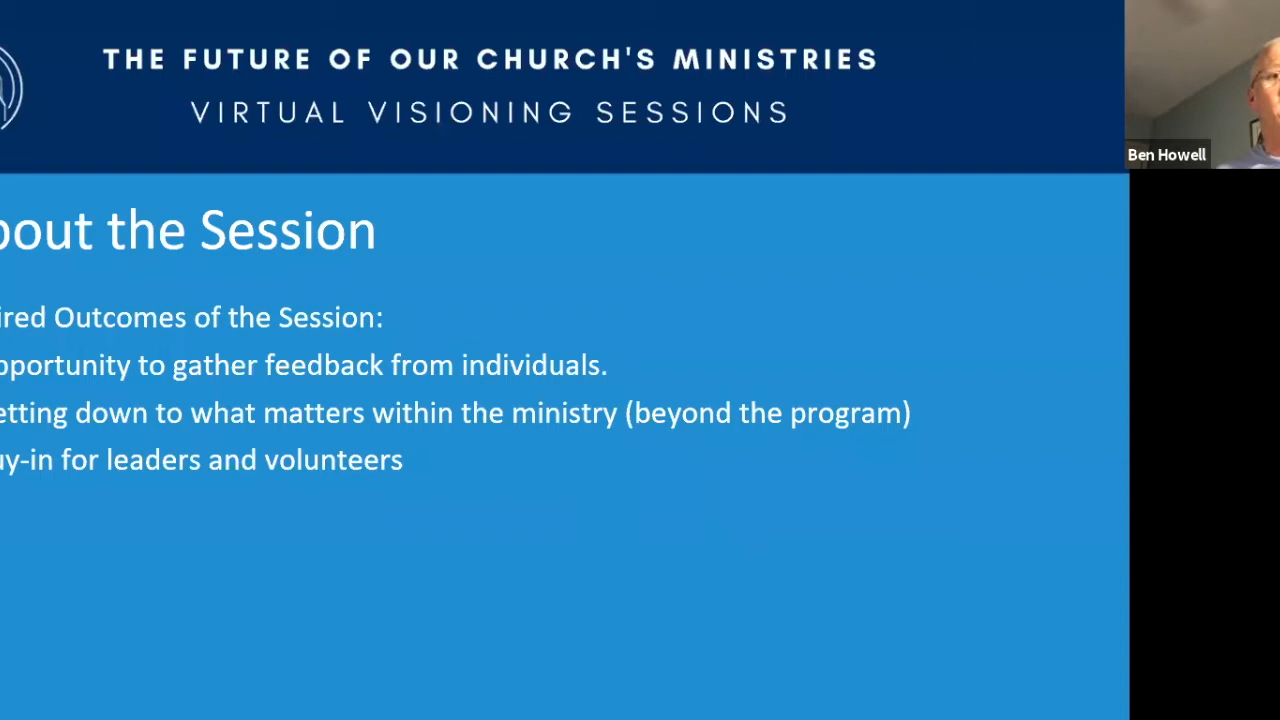 THE FUTURE OF OUR CHURCH'S MINISTRIES
VIRTUAL VISIONING SESSIONS
Ben Howell
bout the Session
ired Outcomes of the Session:
pportunity to gather feedback from individuals.
etting down to what matters within the ministry (beyond the program)
uy-in for leaders and volunteers